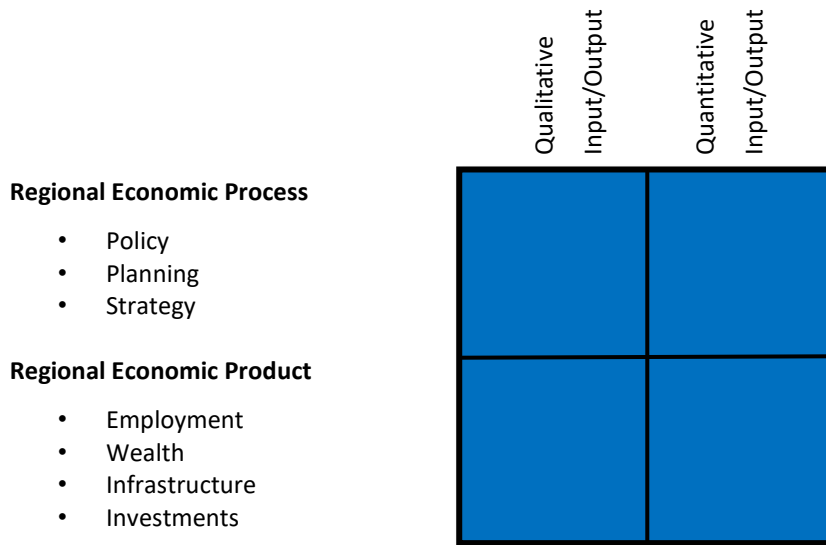 Qualitative
Input/Output
Quantitative
Input/Output
Regional Economic Process
• Policy
• Planning
• Strategy
Regional Economic Product
• Employment
• Wealth
• Infrastructure
• Investments